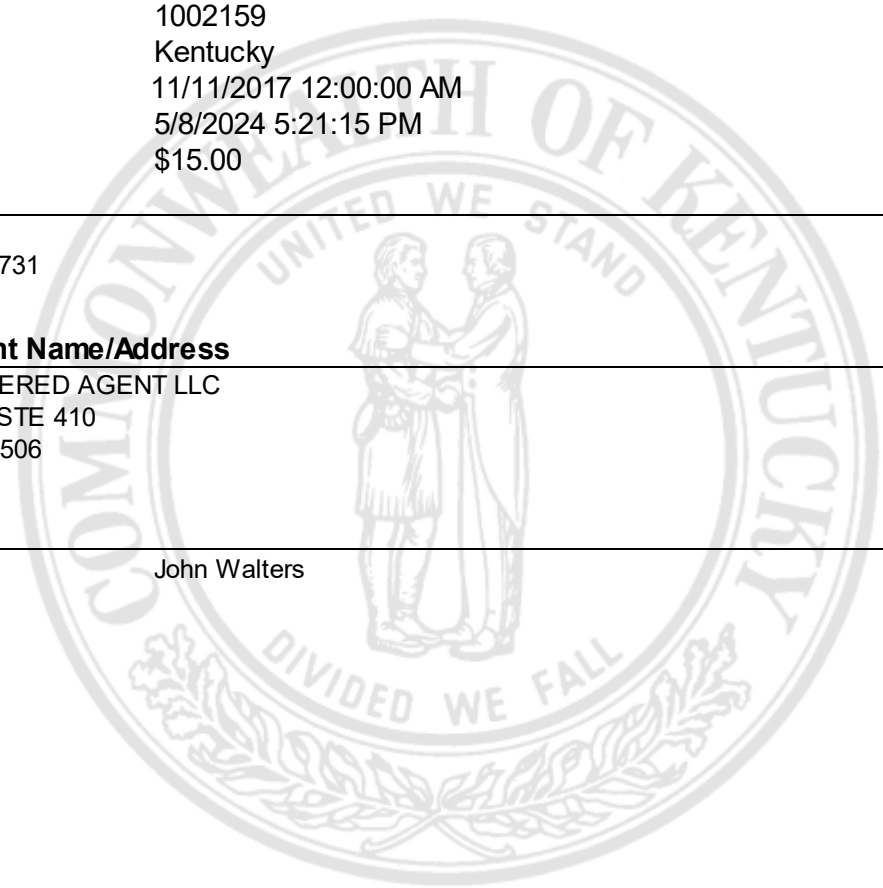 1002159
Kentucky
11/11/2017 12:00:00 AM
5/8/2024 5:21:15 PM
$15.00
731
nt Name/Address
ERED AGENT LLC
STE 410
506
John Walters
COMMONWEALTH OF KENTUCKY
UNITED WE STAND
DIVIDED WE FALL